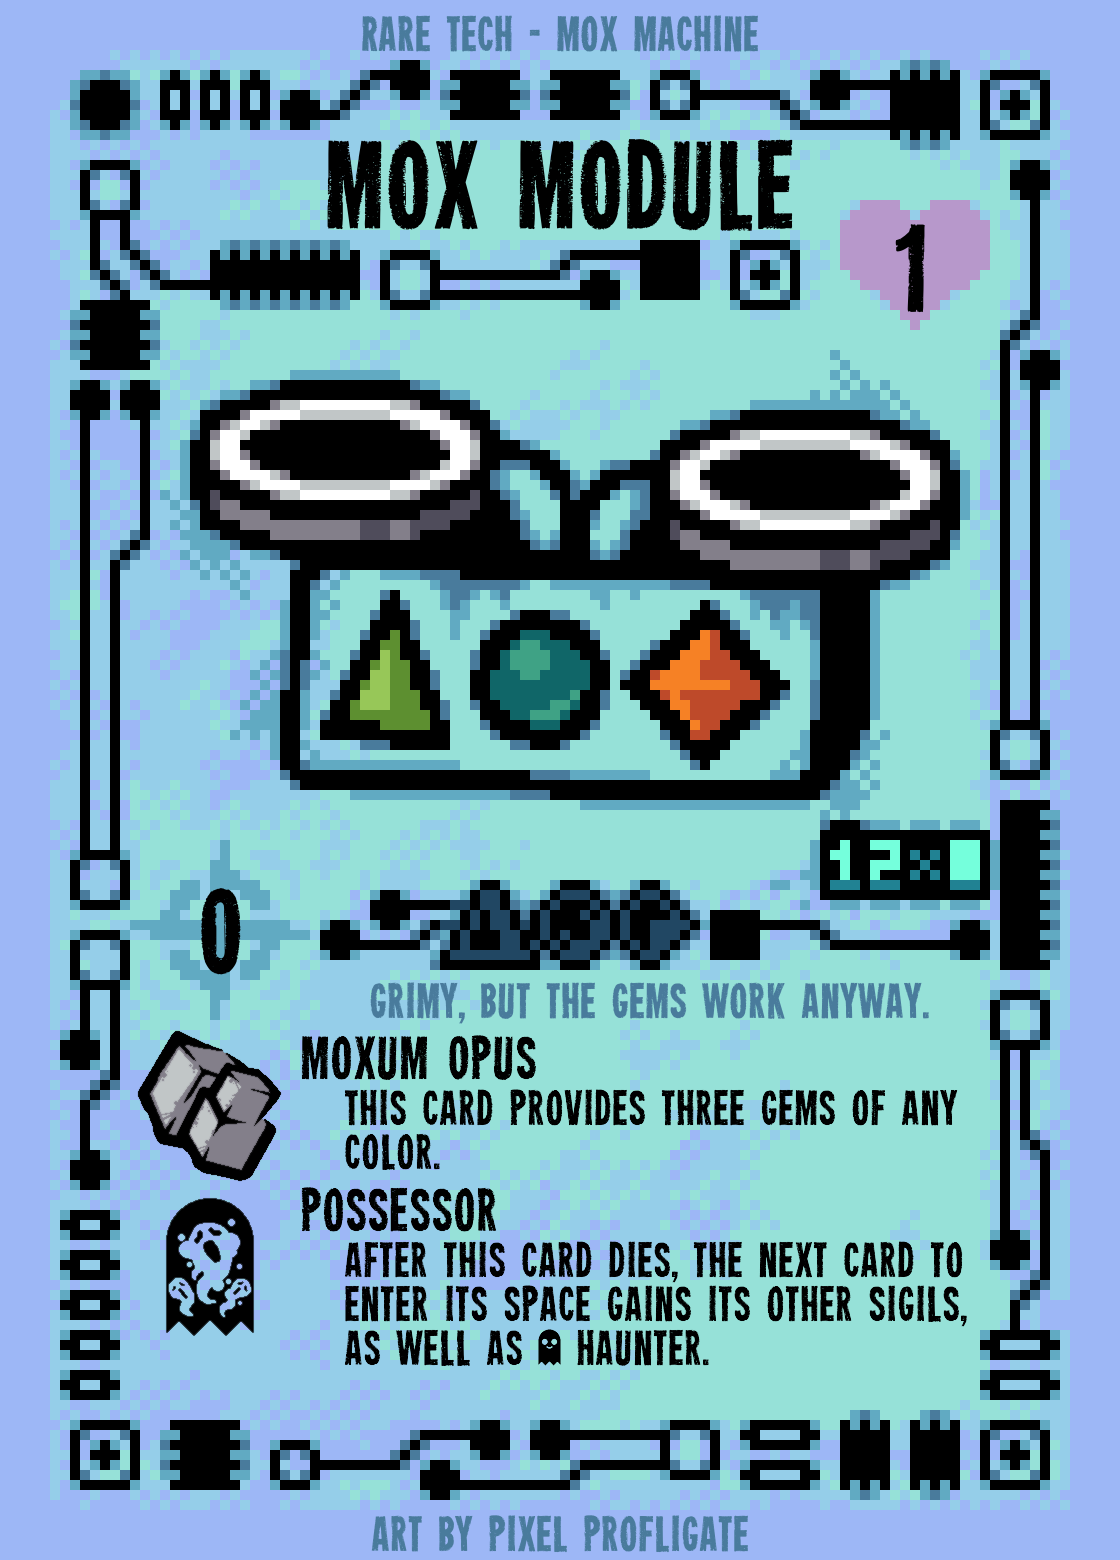 RARE TECH - MOX MACHINE
MOX MODULE
1
12x
0
GRIMY, BUT THE GEMS WORK ANYWAY.
MOXUM OPUS
THIS CARD PROVIDES THREE GEMS OF ANY
COLOR.
POSSESSOR
AFTER THIS CARD DIES, THE NEXT CARD TO
ENTER ITS SPACE GAINS ITS OTHER SIGILS,
AS WELL AS HAUNTER.
ART BY PIXEL PROFLIGATE